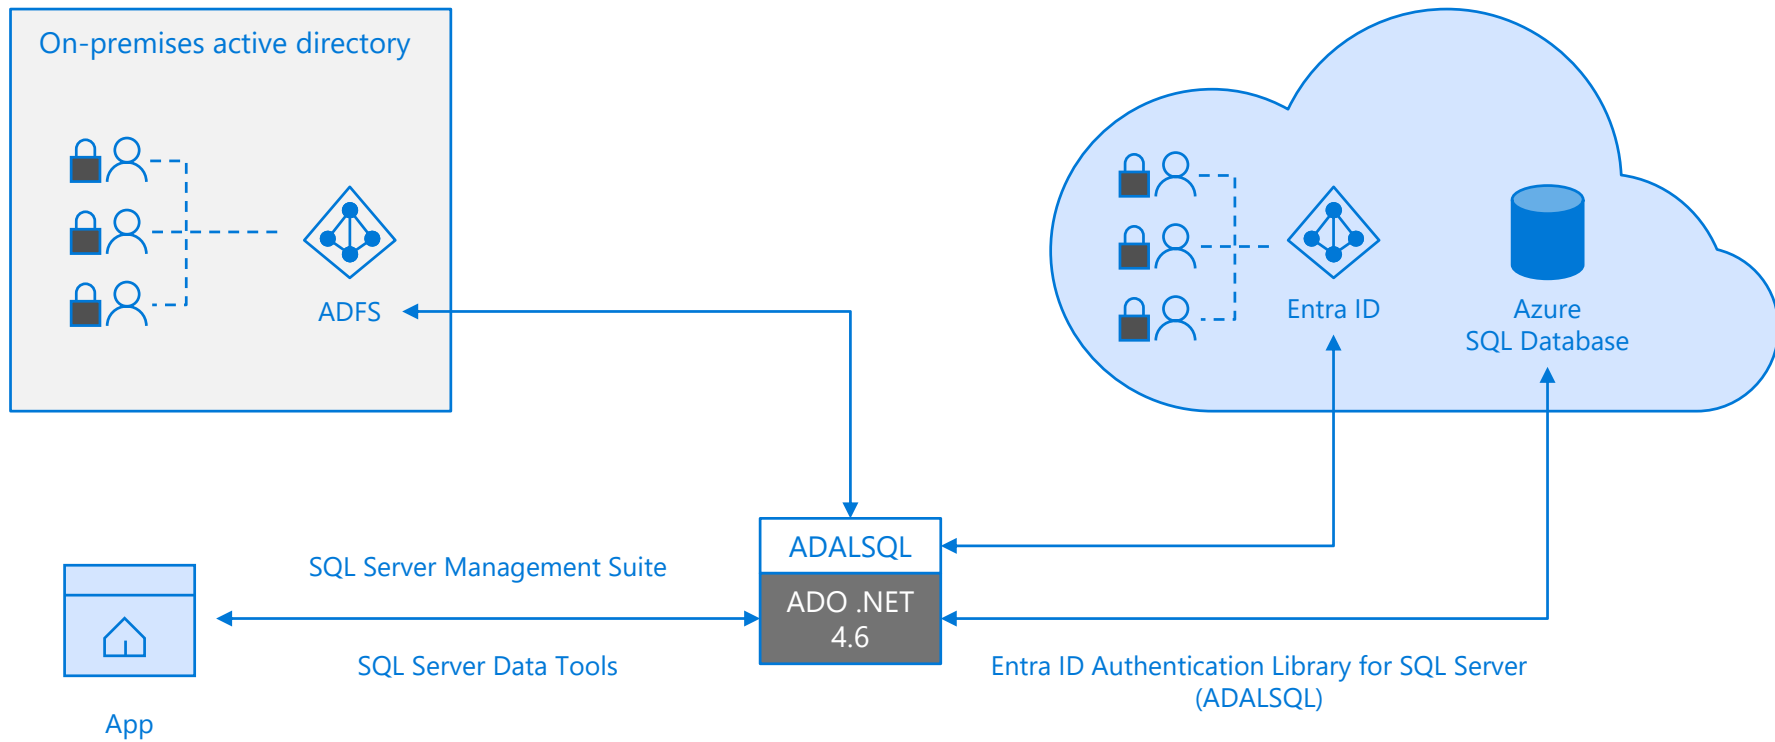 On-premises active directory
ADFS
Entra ID
Azure
SQL Database
ADALSQL
ADO .NET
4.6
SQL Server Management Suite
SQL Server Data Tools
Entra ID Authentication Library for SQL Server
(ADALSQL)
App